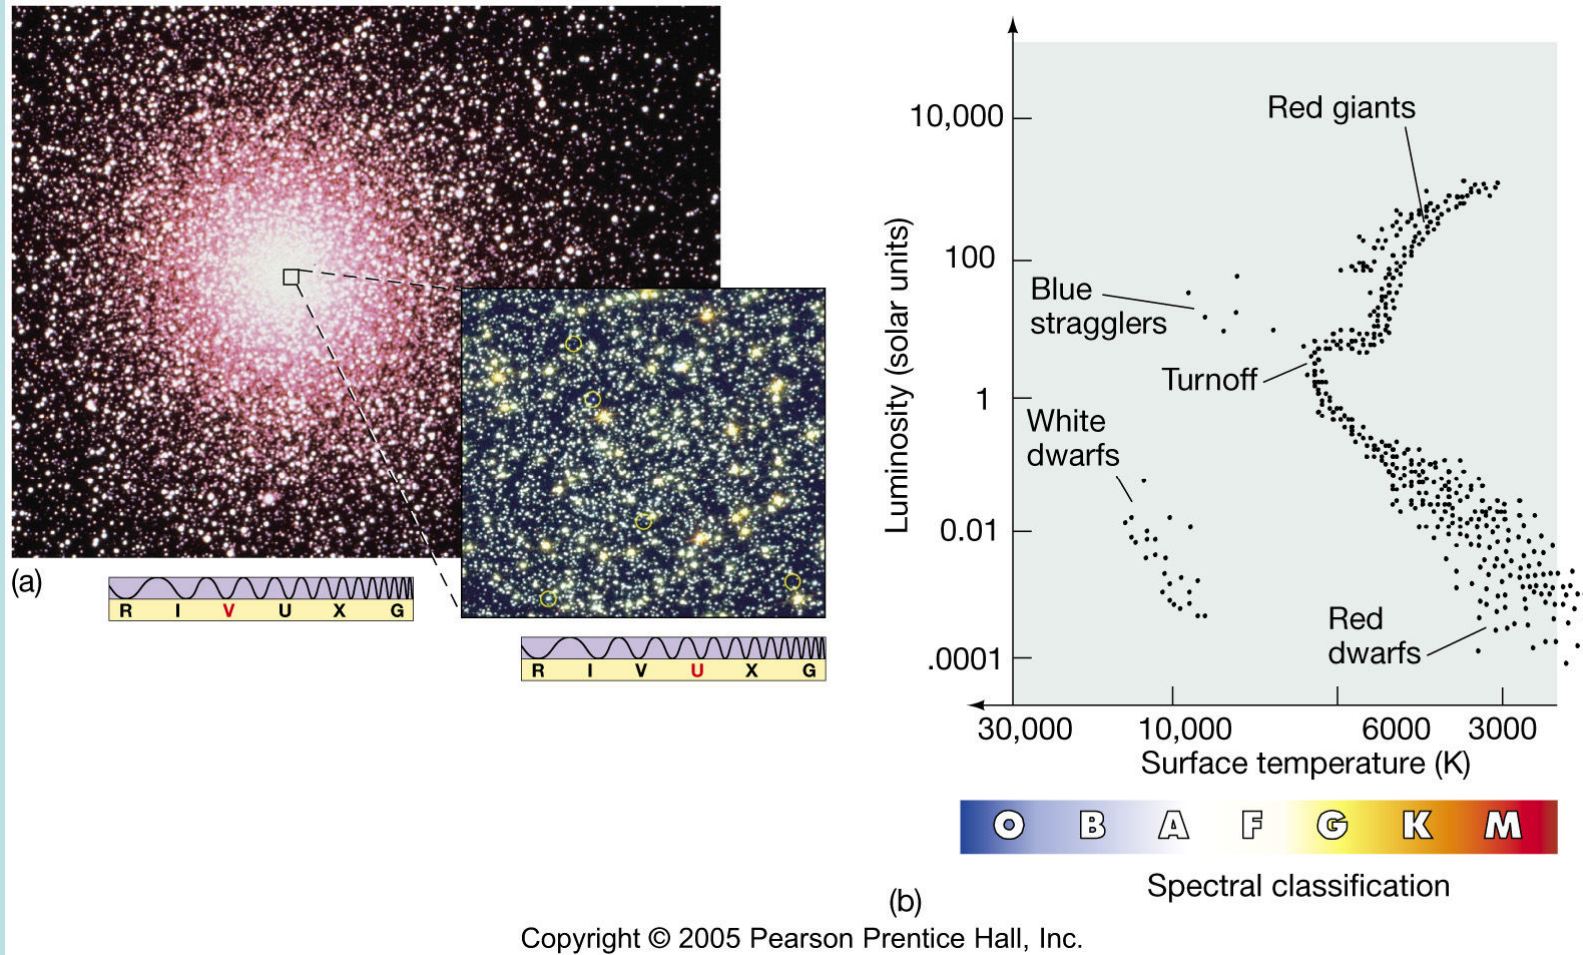 (a)
R I V U X G
R I V U X G
Luminosity (solar units)
10,000
100
1
0.01
.0001
Red giants
Blue
stragglers
Turnoff
White
dwarfs
Red
dwarfs
30,000 10,000 6000 3000
Surface temperature (K)
O B A F G K M
Spectral classification
(b)
Copyright © 2005 Pearson Prentice Hall, Inc.